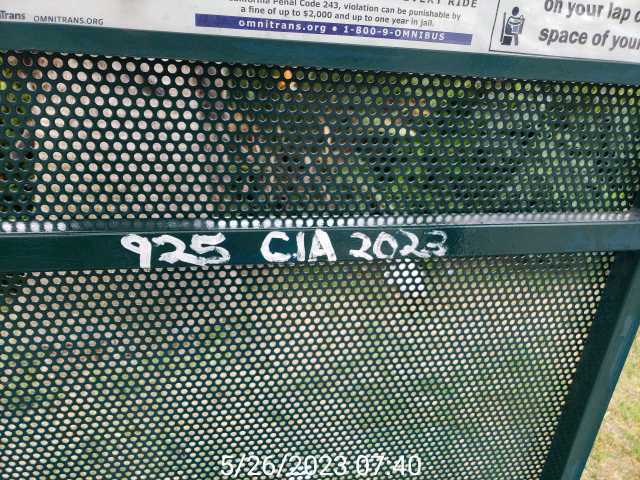 Trans OMNITRANS.ORG
California Penal Code 243, violation can be punishable by
a fine of up to $2,000 and up to one year in jail.
omnitrans.org • 1-800-9-OMNIBUS
on your lap
space of your
925 CIA 2023
5/26/2023 07:40